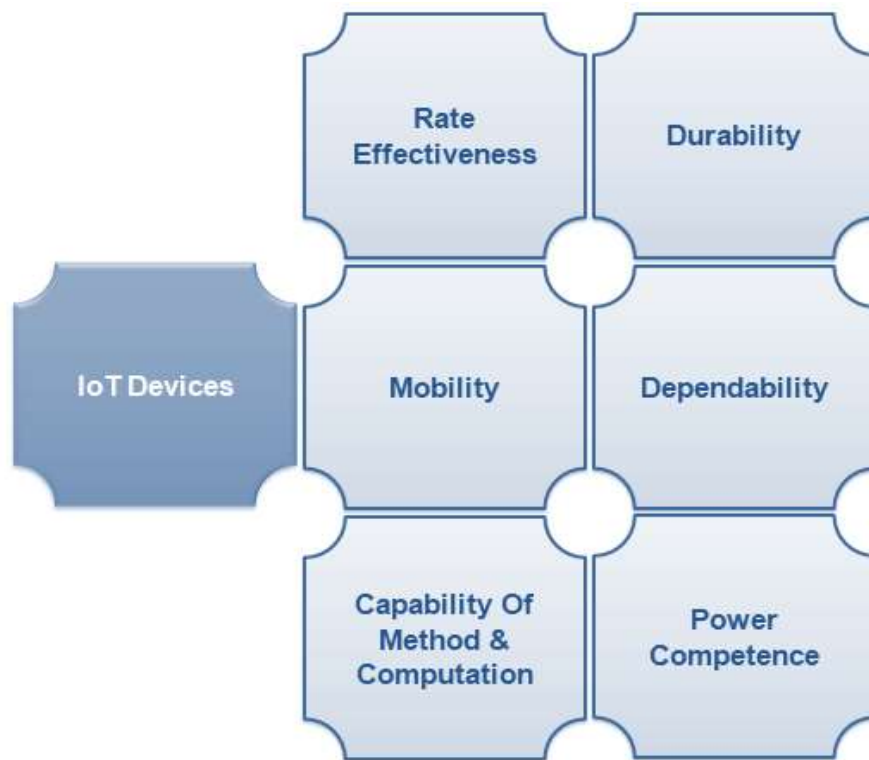 Rate
Effectiveness
Durability
IoT Devices
Mobility
Dependability
Capability Of
Method &
Computation
Power
Competence